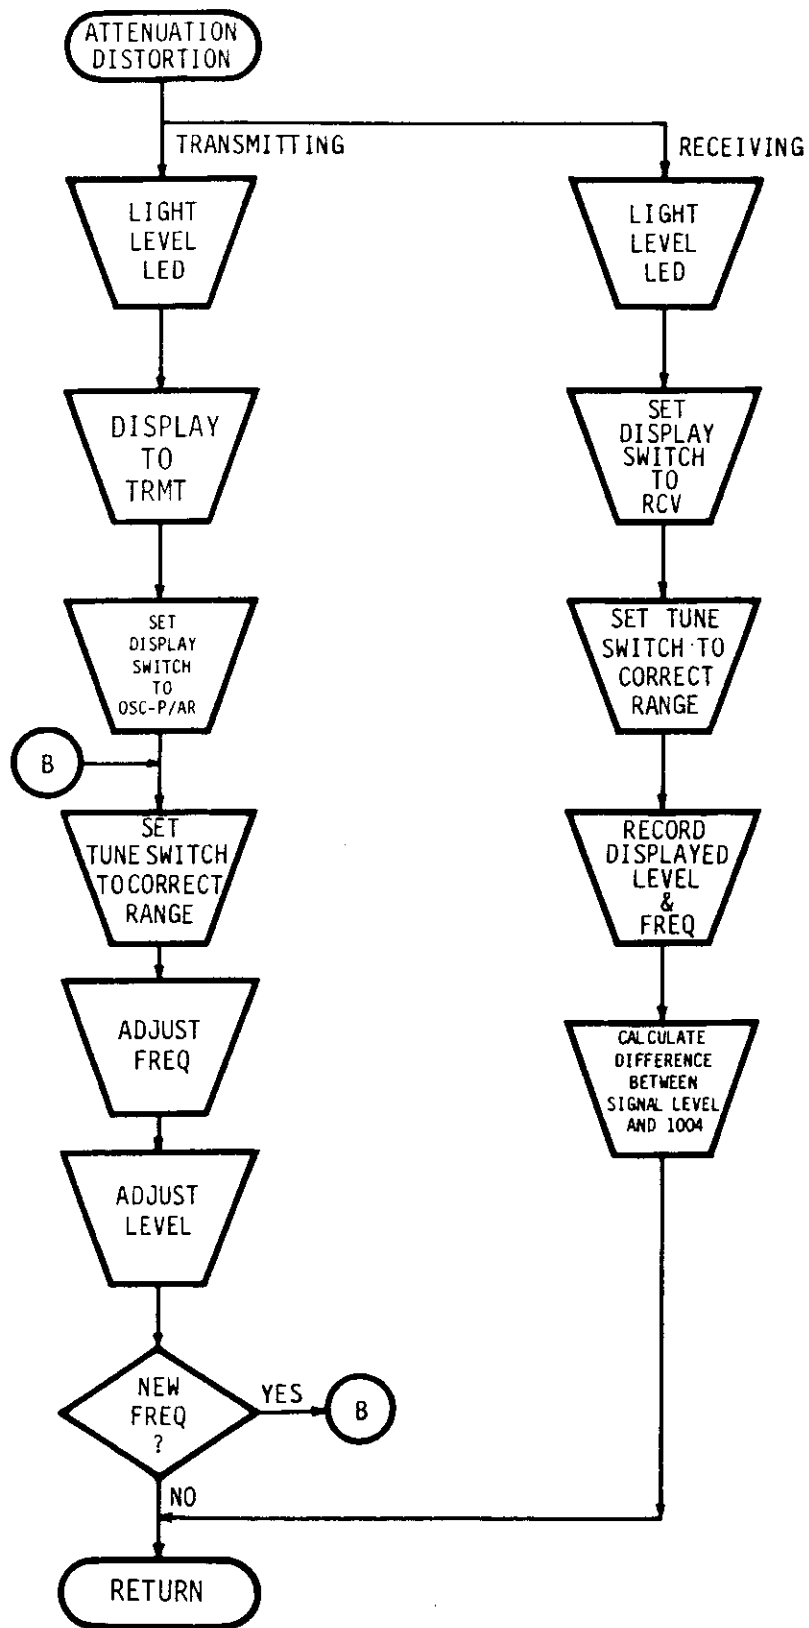 ATTENUATION
DISTORTION
TRANSMITTING
LIGHT
LEVEL
LED
DISPLAY
TO
TRMT
SET
DISPLAY
SWITCH
TO
OSC-P/AR
B
SET
TUNE SWITCH
TO CORRECT
RANGE
ADJUST
FREQ
ADJUST
LEVEL
NEW
FREQ
?
YES
B
NO
RETURN
RECEIVING
LIGHT
LEVEL
LED
SET
DISPLAY
SWITCH
TO
RCV
SET TUNE
SWITCH TO
CORRECT
RANGE
RECORD
DISPLAYED
LEVEL
&
FREQ
CALCULATE
DIFFERENCE
BETWEEN
SIGNAL LEVEL
AND 1004